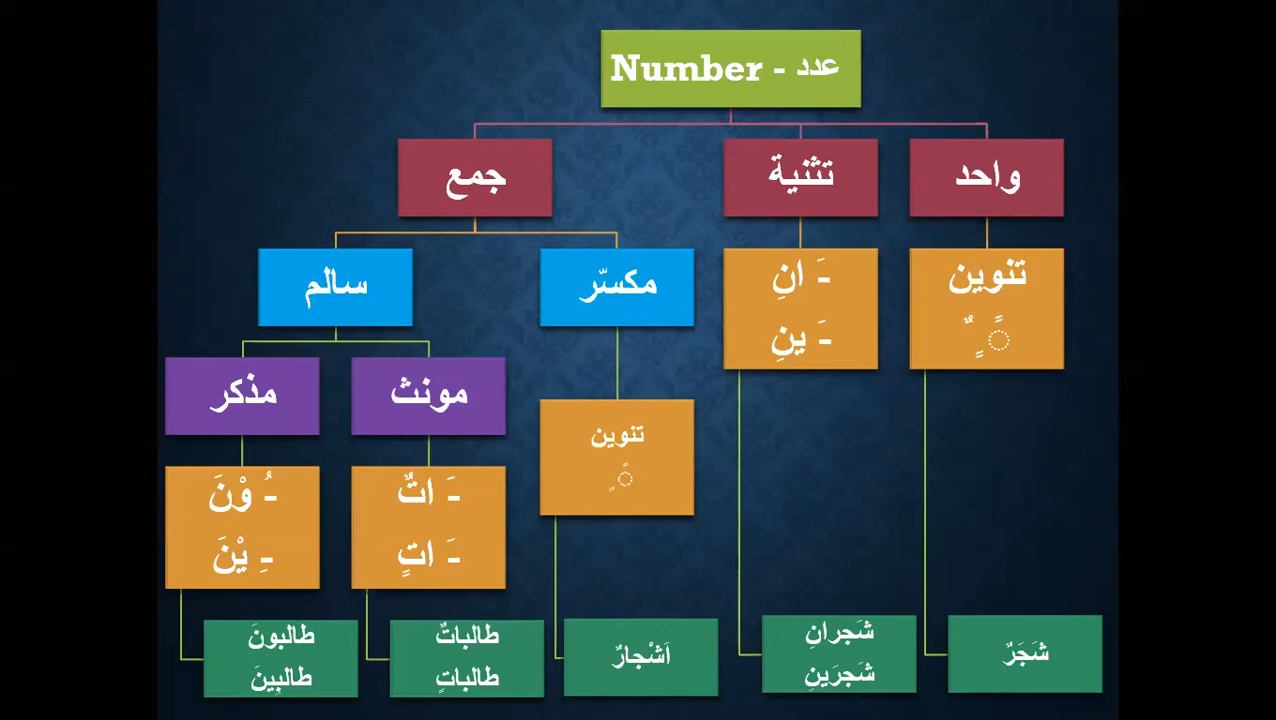 Number - عدد
واحد
تثنية
جمع
تنوين
ً ٍ ٌ
ـَ انِ
ـَ ينِ
مكسّر
سالم
مونث
مذكر
تنوين
ً ٍ
ـَ اتٌ
ـَ اتٍ
ـُ وْنَ
ـِ يْنَ
شَجَرٌ
شَجرانِ
شَجرَينِ
اَشْجارٌ
طالباتٌ
طالباتٍ
طالبونَ
طالبِينَ